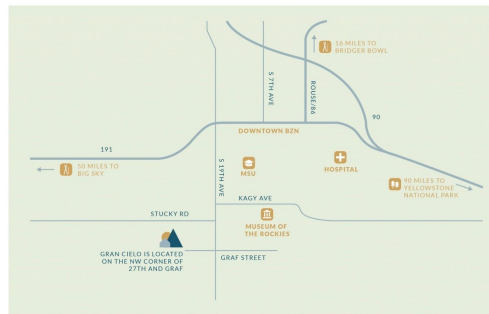 16 MILES TO
BRIDGER BOWL
S 7TH AVE
ROUSE/86
90
DOWNTOWN BZN
191
50 MILES TO
BIG SKY
S 19TH AVE
MSU
HOSPITAL
90 MILES TO
YELLOWSTONE
NATIONAL PARK
KAGY AVE
STUCKY RD
MUSEUM OF
THE ROCKIES
GRAN CIELO IS LOCATED
ON THE NW CORNER OF
27TH AND GRAF
GRAF STREET